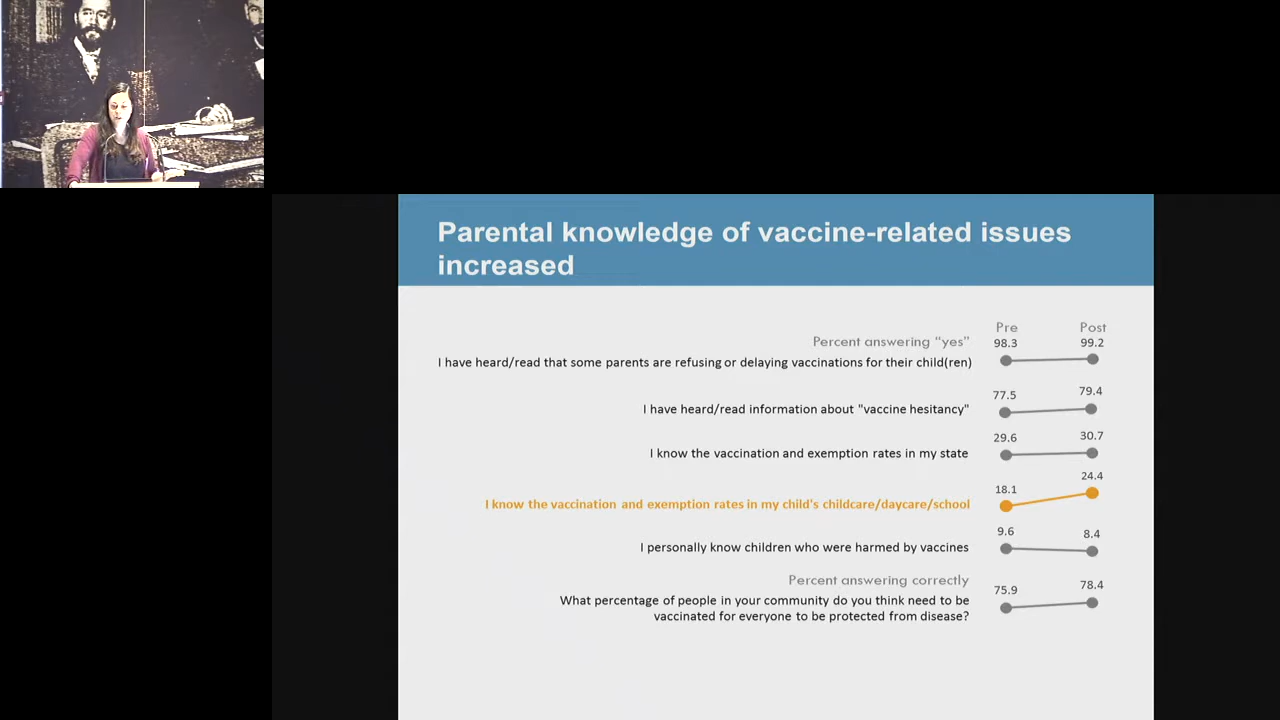 Parental knowledge of vaccine-related issues
increased
Pre Post
Percent answering "yes" 98.3 99.2
I have heard/read that some parents are refusing or delaying vaccinations for their child(ren)
77.5 79.4
I have heard/read information about "vaccine hesitancy"
29.6 30.7
I know the vaccination and exemption rates in my state
18.1 24.4
I know the vaccination and exemption rates in my child's childcare/daycare/school
9.6 8.4
I personally know children who were harmed by vaccines
Percent answering correctly 75.9 78.4
What percentage of people in your community do you think need to be
vaccinated for everyone to be protected from disease?